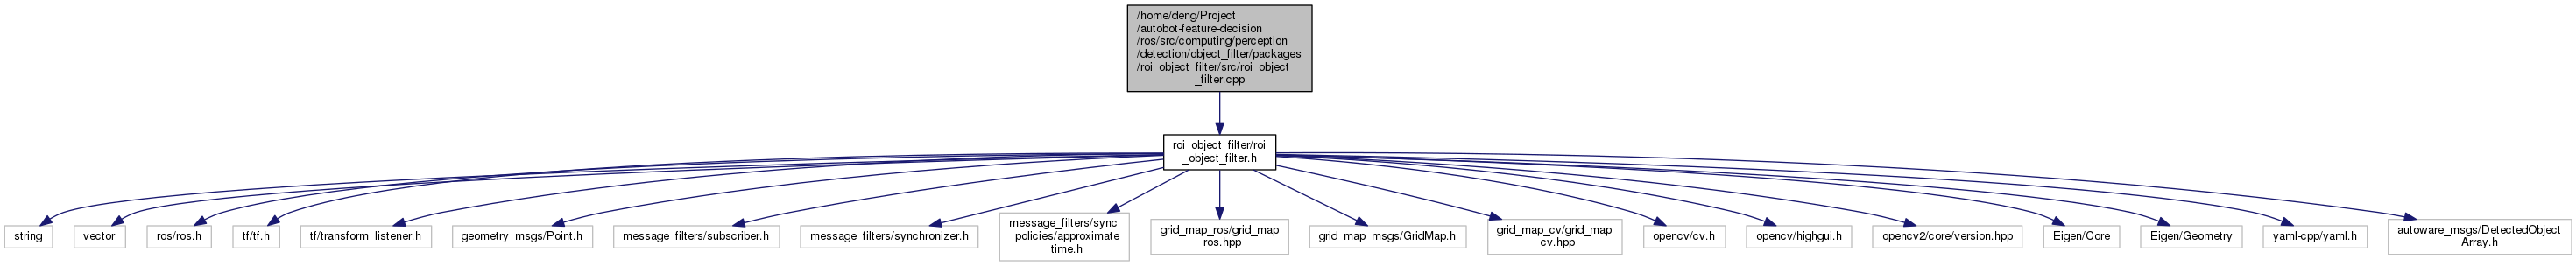 /home/deng/Project
/autobot-feature-decision
/ros/src/computing/perception
/detection/object_filter/packages
/roi_object_filter/src/roi_object
_filter.cpp
roi_object_filter/roi
_object_filter.h
string
vector
ros/ros.h
tf/tf.h
tf/transform_listener.h
geometry_msgs/Point.h
message_filters/subscriber.h
message_filters/synchronizer.h
message_filters/sync
_policies/approximate
_time.h
grid_map_ros/grid_map
_ros.hpp
grid_map_msgs/GridMap.h
grid_map_cv/grid_map
_cv.hpp
opencv/cv.h
opencv/highgui.h
opencv2/core/version.hpp
Eigen/Core
Eigen/Geometry
yaml-cpp/yaml.h
autoware_msgs/DetectedObject
Array.h